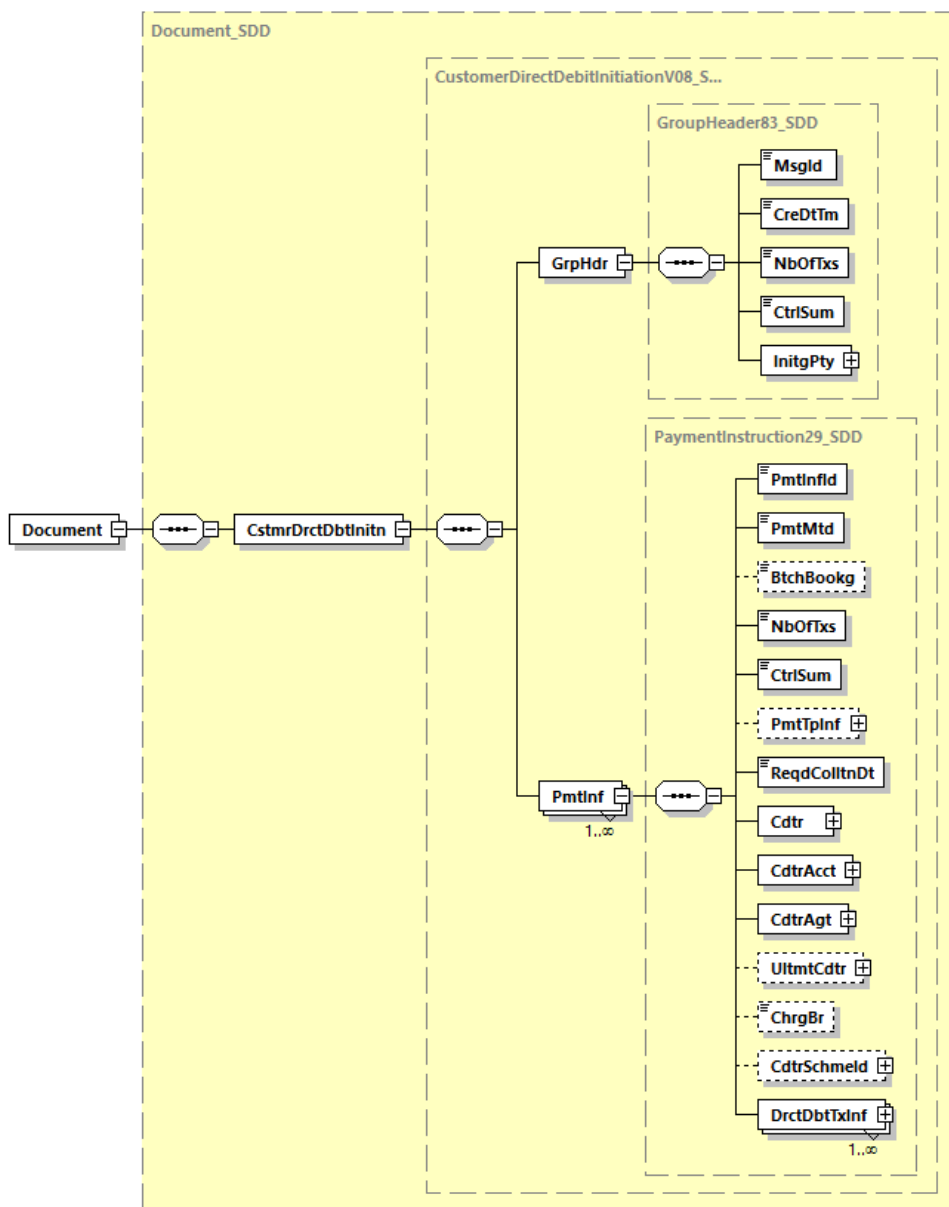 Document_SDD
CustomerDirectDebitInitiationV08_S...
GroupHeader83_SDD
MsgId
CreDtTm
GrpHdr
NbOfTxs
CtrlSum
InitgPty
PaymentInstruction29_SDD
PmtInfId
Document
CstmrDrctDbtInitn
PmtMtd
BtchBookg
NbOfTxs
CtrlSum
PmtTpInf
ReqdColltnDt
PmtInf
1..∞
Cdtr
CdtrAcct
CdtrAgt
UltmtCdtr
ChrgBr
CdtrSchmeId
DrctDbtTxInf
1..∞